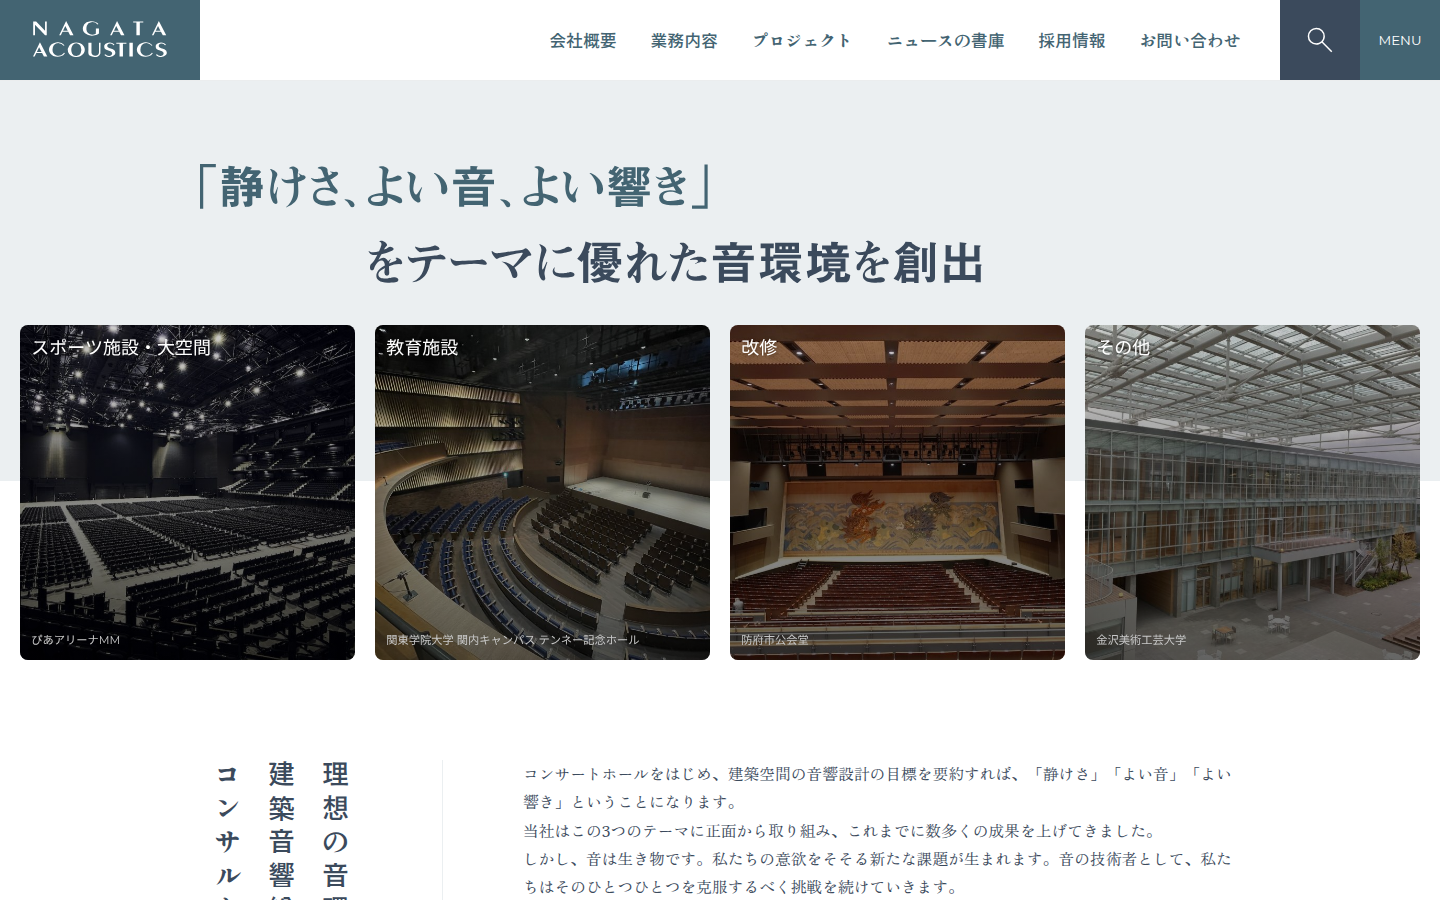 NAGATA
ACOUSTICS
会社概要 業務内容 プロジェクト ニュースの書庫 採用情報 お問い合わせ
MENU
「静けさ、よい音、よい響き」
をテーマに優れた音環境を創出
スポーツ施設・大空間
ぴあアリーナMM
教育施設
関東学院大学 関内キャンパス テンネー記念ホール
改修
防府市公会堂
その他
金沢美術工芸大学
理想の音
建築音響
コンサル
コンサートホールをはじめ、建築空間の音響設計の目標を要約すれば、「静けさ」「よい音」「よい
響き」ということになります。
当社はこの3つのテーマに正面から取り組み、これまでに数多くの成果を上げてきました。
しかし、音は生き物です。私たちの意欲をそそる新たな課題が生まれます。音の技術者として、私た
ちはそのひとつひとつを克服するべく挑戦を続けていきます。